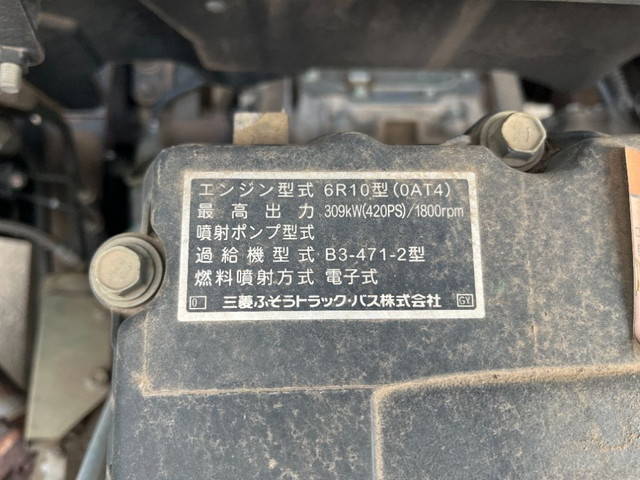 エンジン型式 6R10型(0AT4)
最高出力 309kW(420PS)/1800rpm
噴射ポンプ型式
過給機型式 B3-471-2型
燃料噴射方式 電子式
0 三菱ふそうトラック・バス株式会社 GY